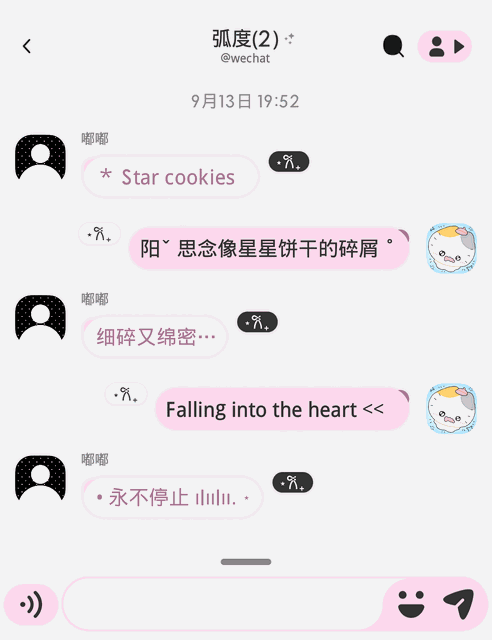 弧度(2)
@wechat
9月13日 19:52
嘟嘟
* Star cookies
阳ˇ 思念像星星饼干的碎屑 °
嘟嘟
细碎又绵密…
Falling into the heart <<
嘟嘟
• 永不停止 ılıılıı. ⋆